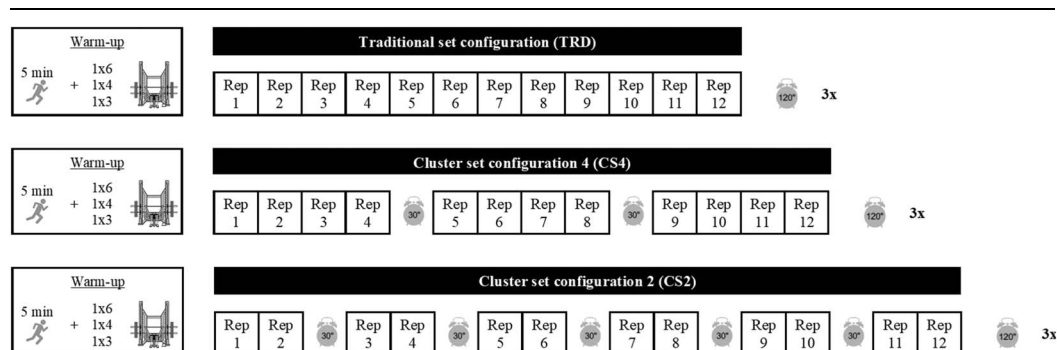 Warm-up
5 min
+
1x6
1x4
1x3
Traditional set configuration (TRD)
Rep 1 Rep 2 Rep 3 Rep 4 Rep 5 Rep 6 Rep 7 Rep 8 Rep 9 Rep 10 Rep 11 Rep 12 120" 3x
Warm-up
5 min
+
1x6
1x4
1x3
Cluster set configuration 4 (CS4)
Rep 1 Rep 2 Rep 3 Rep 4 30" Rep 5 Rep 6 Rep 7 Rep 8 30" Rep 9 Rep 10 Rep 11 Rep 12 120" 3x
Warm-up
5 min
+
1x6
1x4
1x3
Cluster set configuration 2 (CS2)
Rep 1 Rep 2 30" Rep 3 Rep 4 30" Rep 5 Rep 6 30" Rep 7 Rep 8 30" Rep 9 Rep 10 30" Rep 11 Rep 12 120" 3x